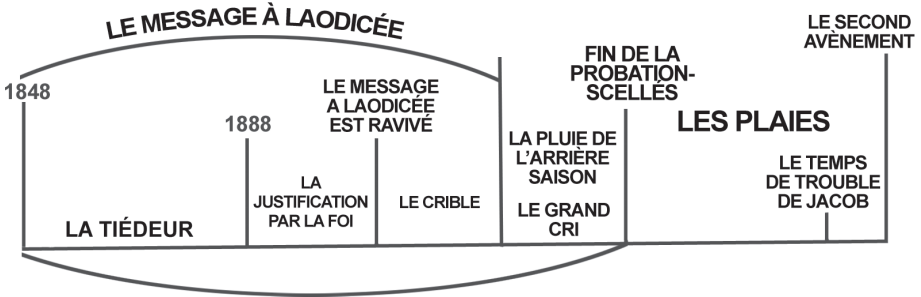 LE MESSAGE À LAODICÉE
1848
LA TIÉDEUR
1888
LA
JUSTIFICATION
PAR LA FOI
LE MESSAGE
A LAODICÉE
EST RAVIVÉ
LE CRIBLE
LA PLUIE DE
L'ARRIÈRE
SAISON
LE GRAND
CRI
FIN DE LA
PROBATION-
SCELLÉS
LES PLAIES
LE TEMPS
DE TROUBLE
DE JACOB
LE SECOND
AVÈNEMENT